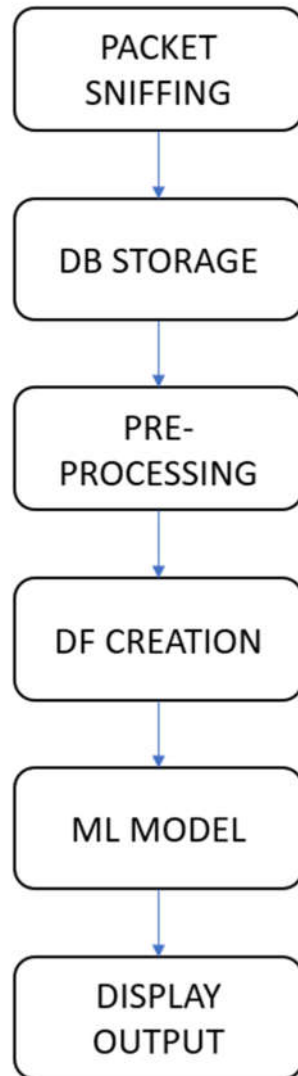 PACKET
SNIFFING
DB STORAGE
PRE-
PROCESSING
DF CREATION
ML MODEL
DISPLAY
OUTPUT